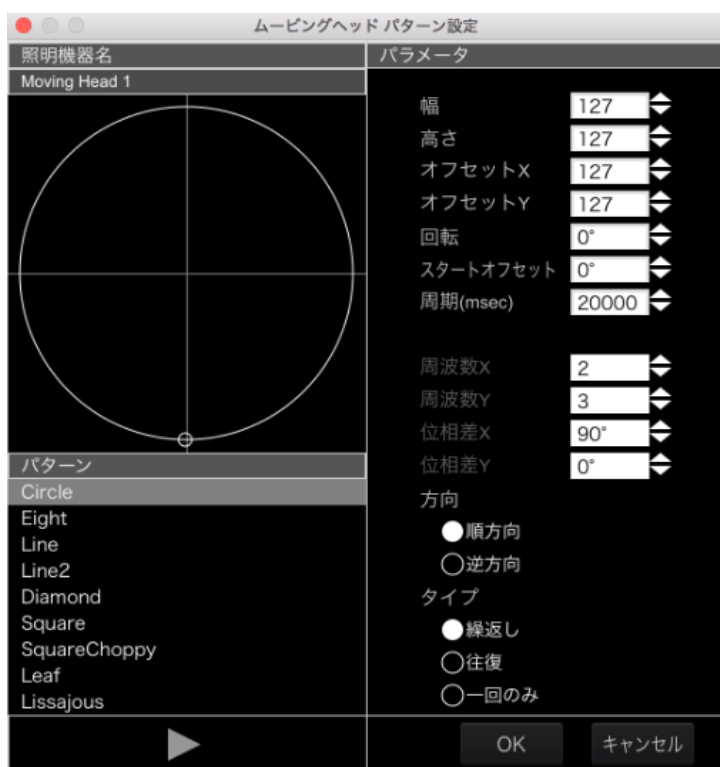 ムービングヘッド パターン設定
照明機器名
Moving Head 1
パターン
Circle
Eight
Line
Line2
Diamond
Square
SquareChoppy
Leaf
Lissajous
パラメータ
幅 127
高さ 127
オフセットX 127
オフセットY 127
回転 0°
スタートオフセット 0°
周期(msec) 20000
周波数X 2
周波数Y 3
位相差X 90°
位相差Y 0°
方向
順方向
逆方向
タイプ
繰返し
往復
一回のみ
OK キャンセル